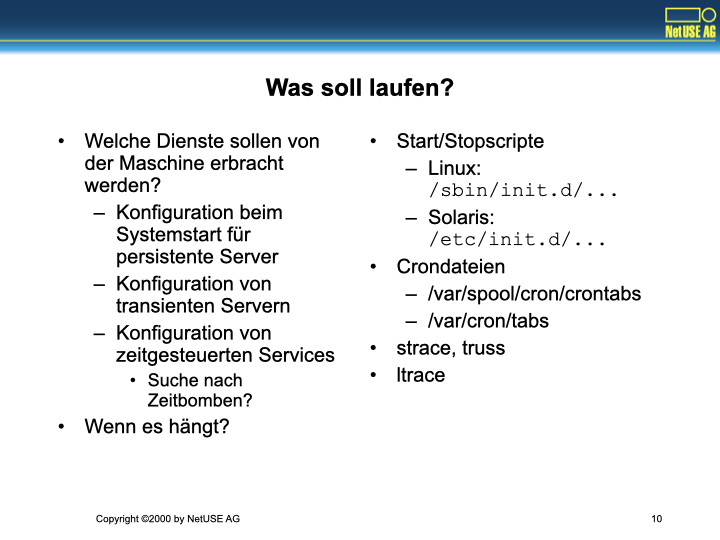 NetUSE AG
Was soll laufen?
• Welche Dienste sollen von
der Maschine erbracht
werden?
– Konfiguration beim
Systemstart für
persistente Server
– Konfiguration von
transienten Servern
– Konfiguration von
zeitgesteuerten Services
• Suche nach
Zeitbomben?
• Wenn es hängt?
• Start/Stopscripte
– Linux:
/sbin/init.d/...
– Solaris:
/etc/init.d/...
• Crondateien
– /var/spool/cron/crontabs
– /var/cron/tabs
• strace, truss
• ltrace
Copyright ©2000 by NetUSE AG
10